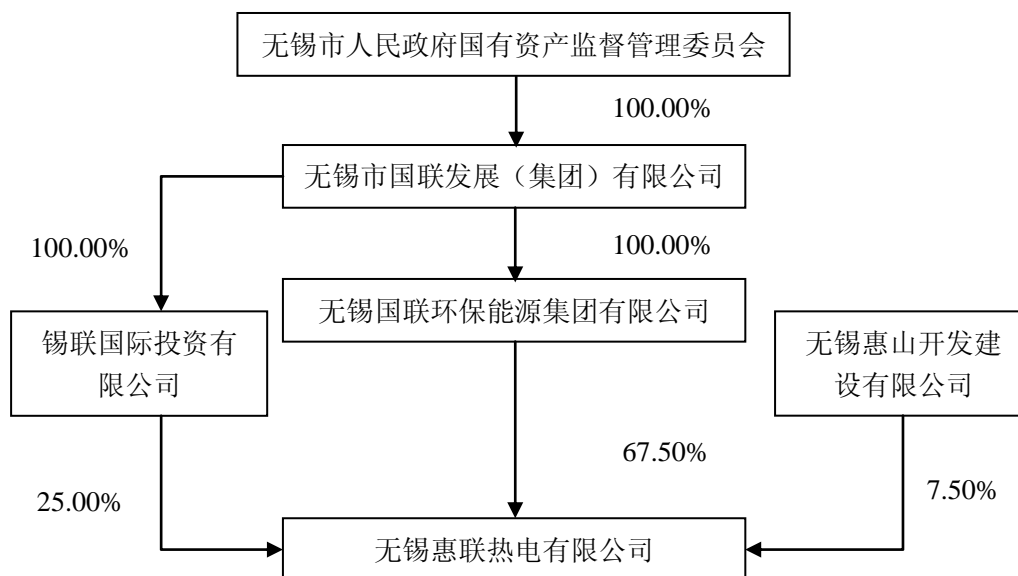 无锡市人民政府国有资产监督管理委员会
100.00%
无锡市国联发展（集团）有限公司
100.00%
100.00%
无锡国联环保能源集团有限公司
锡联国际投资有
限公司
无锡惠山开发建
设有限公司
67.50%
25.00%
7.50%
无锡惠联热电有限公司